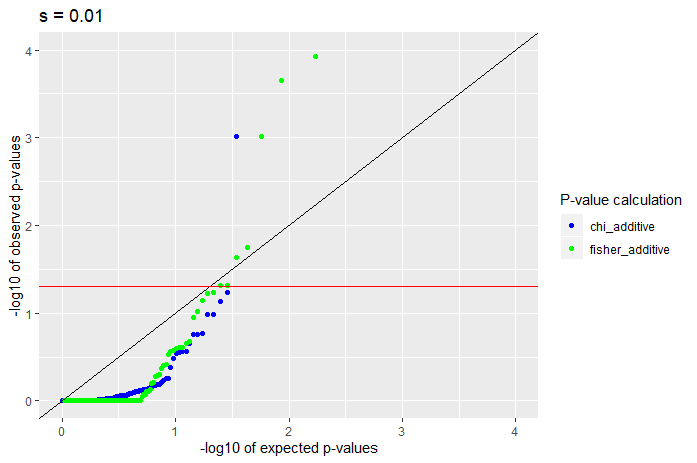 s = 0.01
4
3
2
1
0
-log10 of observed p-values
0
1
2
3
4
-log10 of expected p-values
P-value calculation
chi_additive
fisher_additive